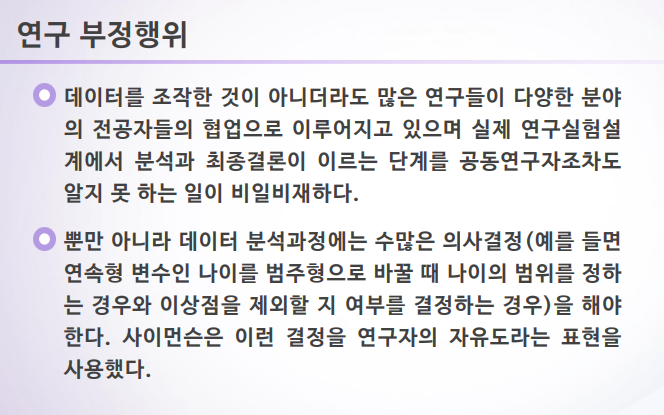 연구 부정행위
데이터를 조작한 것이 아니더라도 많은 연구들이 다양한 분야
의 전공자들의 협업으로 이루어지고 있으며 실제 연구실험설
계에서 분석과 최종결론이 이르는 단계를 공동연구자조차도
알지 못 하는 일이 비일비재하다.
뿐만 아니라 데이터 분석과정에는 수많은 의사결정(예를 들면
연속형 변수인 나이를 범주형으로 바꿀 때 나이의 범위를 정하
는 경우와 이상점을 제외할 지 여부를 결정하는 경우)을 해야
한다. 사이먼슨은 이런 결정을 연구자의 자유도라는 표현을
사용했다.